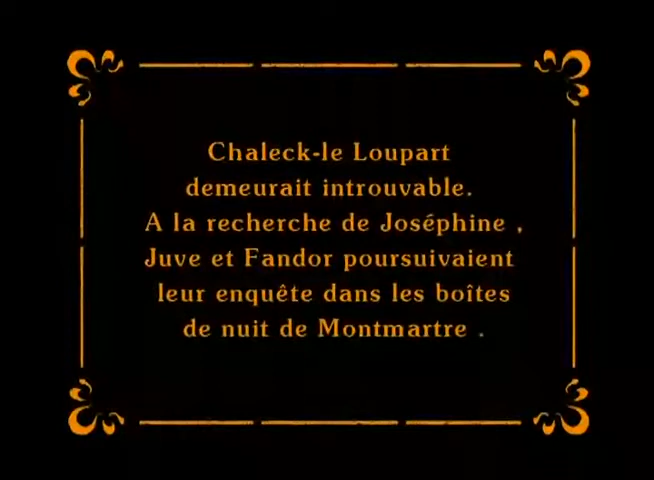 Chaleck-le Loupart
demeurait introuvable.
A la recherche de Joséphine ,
Juve et Fandor poursuivaient
leur enquête dans les boîtes
de nuit de Montmartre .